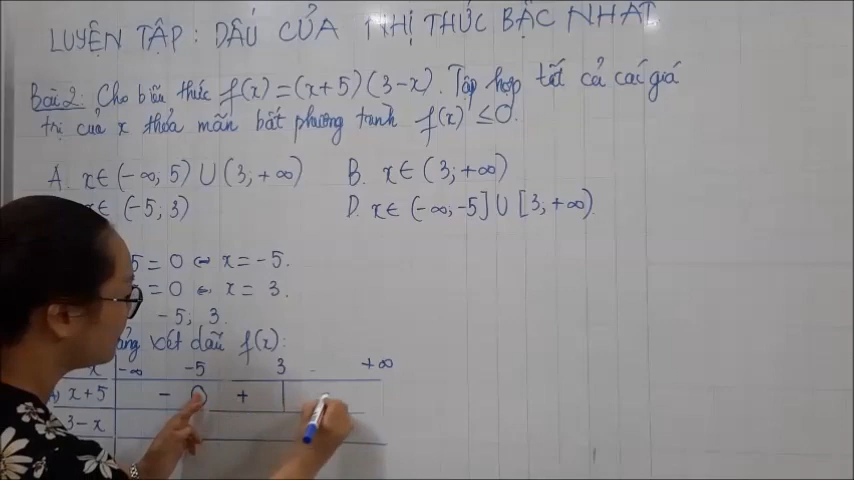 LUYỆN TẬP: DẤU CỦA NHỊ THỨC BẬC NHẤT
Bài 2: Cho biểu thức f(x) = (x+5)(3-x). Tập hợp tất cả các giá
trị của x thỏa mãn bất phương trình f(x) ≤ 0.
A. x∈(-∞; 5) ∪ (3; +∞) B. x∈(3; +∞)
x∈(-5; 3) D. x∈(-∞; -5] ∪ [3; +∞).
5 = 0 ⇔ x = -5.
= 0 ⇔ x = 3.
-5; 3.
xét dấu f(x):
x -∞ -5 3 +∞
x+5 - 0 + |
3-x